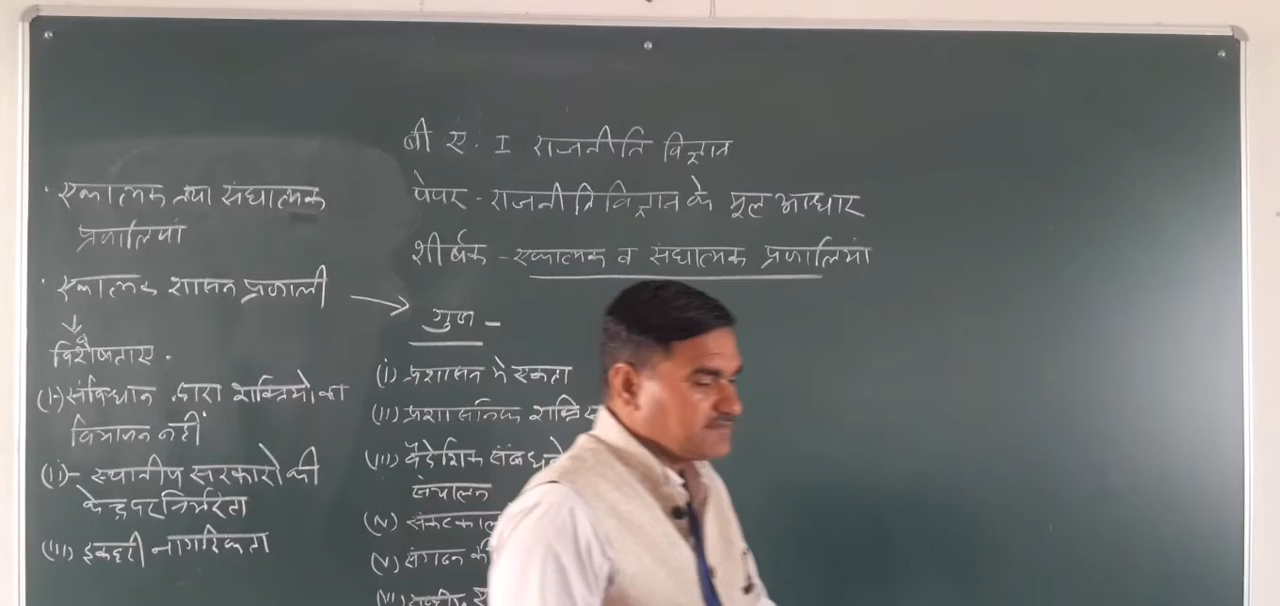 बी ए. I राजनीति विज्ञान
पेपर - राजनीति विज्ञान के मूल आधार
शीर्षक - एकात्मक व संघात्मक प्रणालियां
· एकात्मक तथा संघात्मक
प्रणालियां
· एकात्मक शासन प्रणाली →
↓
विशेषताएं .
(i) संविधान द्वारा शक्तियों का
विभाजन नहीं
(ii) - स्थानीय सरकारों की
केन्द्र पर निर्भरता
(iii) इकहरी नागरिकता
गुण -
(i) प्रशासन में एकता
(ii) प्रशासनिक शक्ति
(iii) वैदेशिक संबंधों
संचालन
(iv) संकटकाल
(v) संगठन की
(vi) राष्ट्रीय